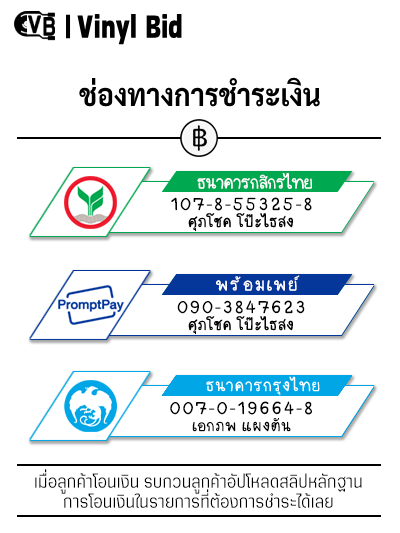 VB | Vinyl Bid
ช่องทางการชำระเงิน
฿
ธนาคารกสิกรไทย
107-8-55325-8
ศุภโชค โป๊ะไธสง
PromptPay
พร้อมเพย์
090-3847623
ศุภโชค โป๊ะไธสง
ธนาคารกรุงไทย
007-0-19664-8
เอกภพ แผงตัน
เมื่อลูกค้าโอนเงิน รบกวนลูกค้าอัปโหลดสลิปหลักฐาน
การโอนเงินในรายการที่ต้องการชำระได้เลย